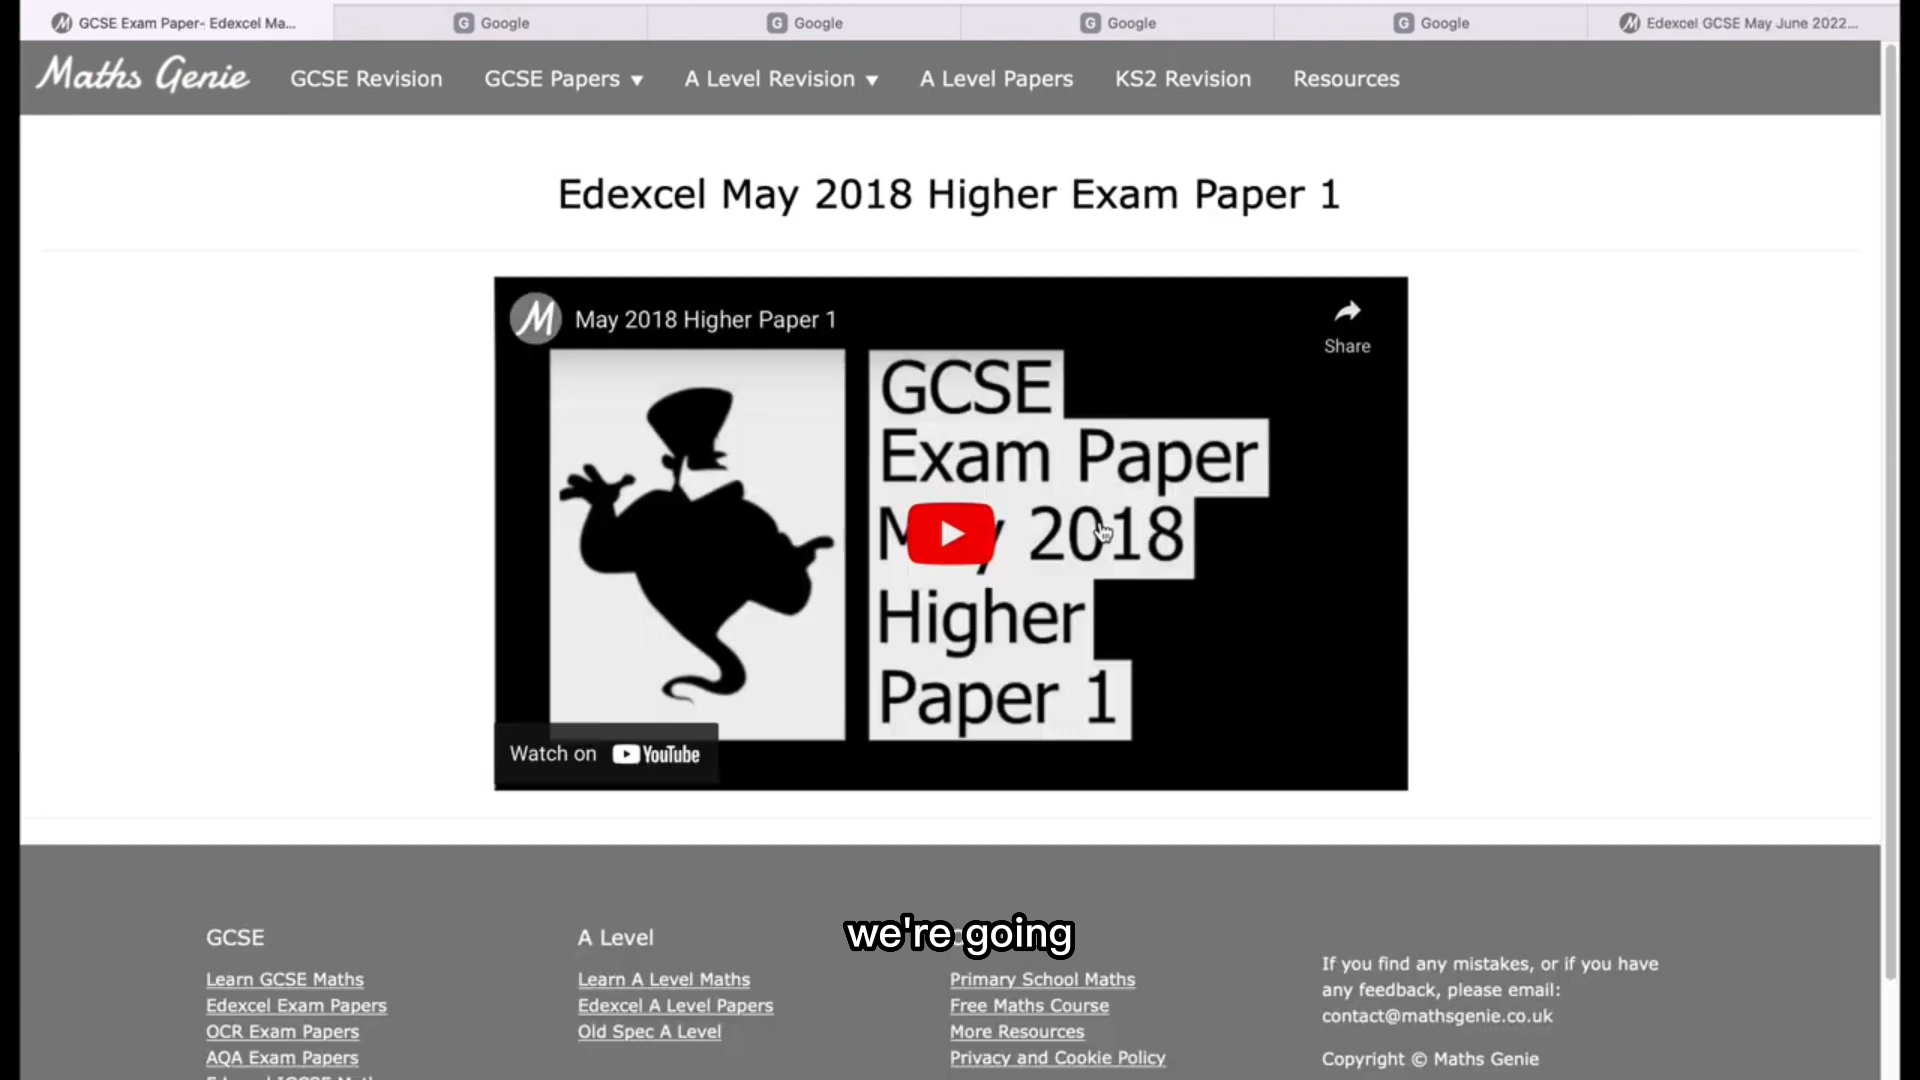 GCSE Exam Paper- Edexcel Ma...
G Google
G Google
G Google
G Google
Edexcel GCSE May June 2022...
Maths Genie
GCSE Revision
GCSE Papers ▼
A Level Revision ▼
A Level Papers
KS2 Revision
Resources
Edexcel May 2018 Higher Exam Paper 1
May 2018 Higher Paper 1
Share
GCSE
Exam Paper
May 2018
Higher
Paper 1
Watch on YouTube
we're going
GCSE
Learn GCSE Maths
Edexcel Exam Papers
OCR Exam Papers
AQA Exam Papers
A Level
Learn A Level Maths
Edexcel A Level Papers
Old Spec A Level
Primary School Maths
Free Maths Course
More Resources
Privacy and Cookie Policy
If you find any mistakes, or if you have
any feedback, please email:
contact@mathsgenie.co.uk
Copyright © Maths Genie